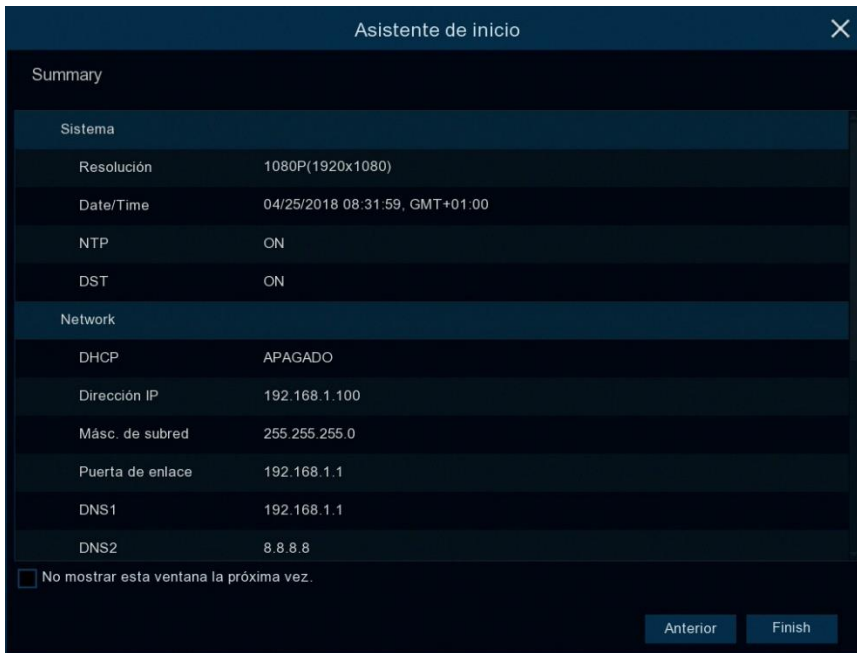 Asistente de inicio
Summary
Sistema
Resolución 1080P(1920x1080)
Date/Time 04/25/2018 08:31:59, GMT+01:00
NTP ON
DST ON
Network
DHCP APAGADO
Dirección IP 192.168.1.100
Másc. de subred 255.255.255.0
Puerta de enlace 192.168.1.1
DNS1 192.168.1.1
DNS2 8.8.8.8
No mostrar esta ventana la próxima vez.
Anterior Finish